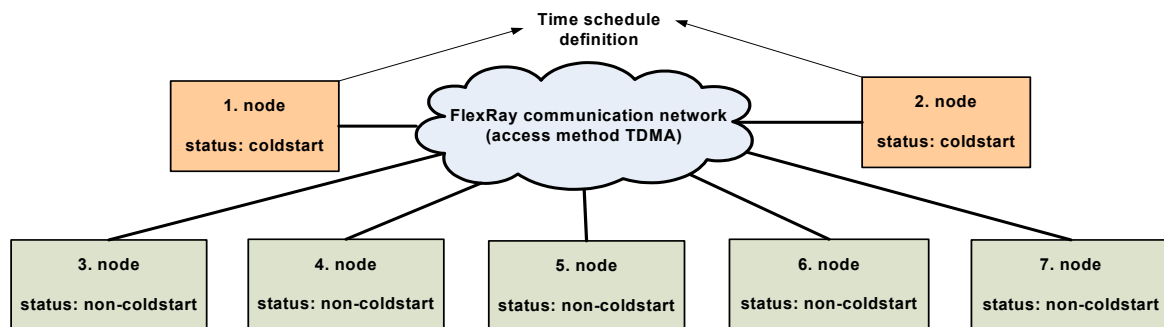 Time schedule
definition
1. node
status: coldstart
FlexRay communication network
(access method TDMA)
2. node
status: coldstart
3. node
status: non-coldstart
4. node
status: non-coldstart
5. node
status: non-coldstart
6. node
status: non-coldstart
7. node
status: non-coldstart